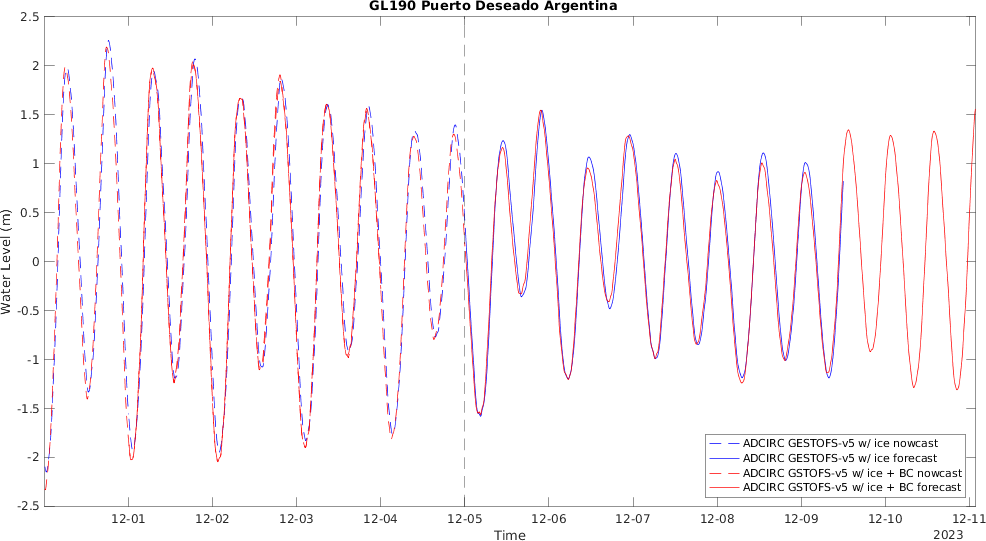 GL190 Puerto Deseado Argentina
2.5
2
1.5
1
0.5
0
-0.5
-1
-1.5
-2
-2.5
Water Level (m)
ADCIRC GESTOFS-v5 w/ ice nowcast
ADCIRC GESTOFS-v5 w/ ice forecast
ADCIRC GSTOFS-v5 w/ ice + BC nowcast
ADCIRC GSTOFS-v5 w/ ice + BC forecast
12-01 12-02 12-03 12-04 12-05 12-06 12-07 12-08 12-09 12-10 12-11
Time
2023